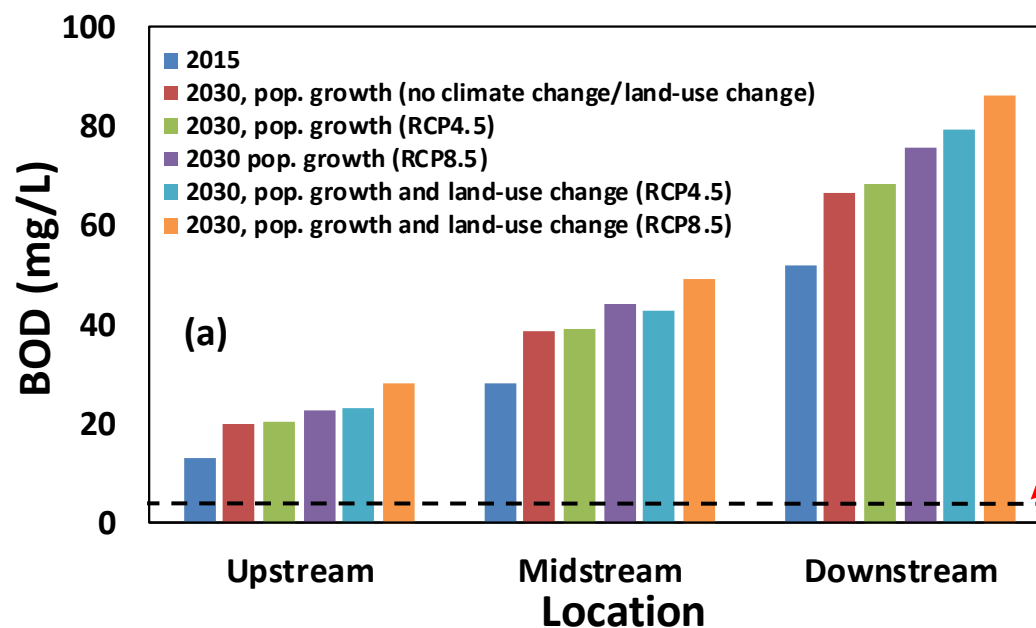 100
80
60
40
20
0
BOD (mg/L)
2015
2030, pop. growth (no climate change/land-use change)
2030, pop. growth (RCP4.5)
2030 pop. growth (RCP8.5)
2030, pop. growth and land-use change (RCP4.5)
2030, pop. growth and land-use change (RCP8.5)
(a)
Upstream Midstream Downstream
Location